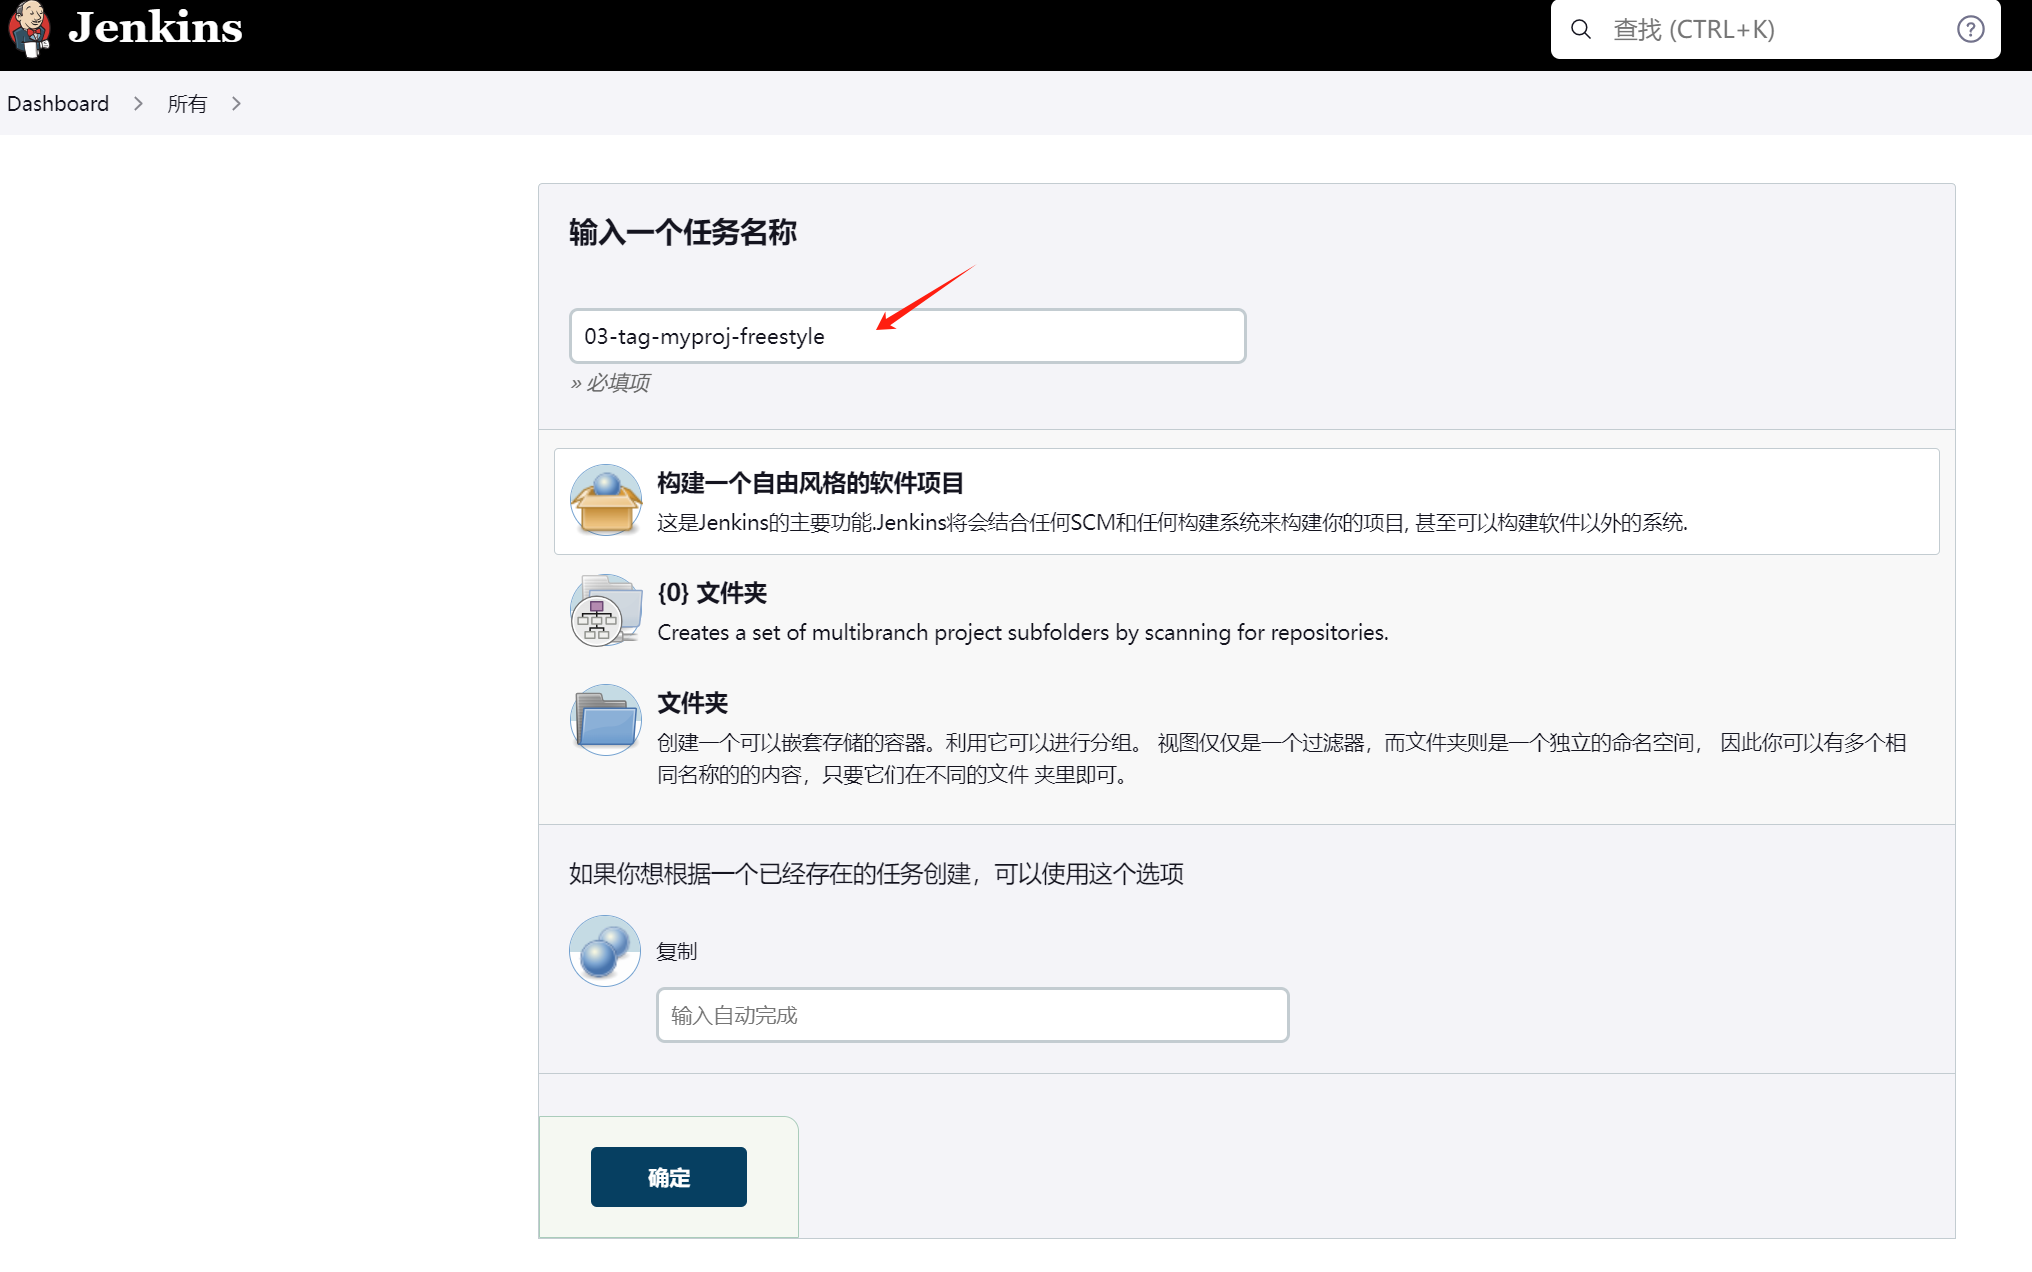 Jenkins
查找 (CTRL+K)
Dashboard
所有
输入一个任务名称
03-tag-myproj-freestyle
» 必填项
构建一个自由风格的软件项目
这是Jenkins的主要功能.Jenkins将会结合任何SCM和任何构建系统来构建你的项目, 甚至可以构建软件以外的系统.
{0} 文件夹
Creates a set of multibranch project subfolders by scanning for repositories.
文件夹
创建一个可以嵌套存储的容器。利用它可以进行分组。 视图仅仅是一个过滤器，而文件夹则是一个独立的命名空间， 因此你可以有多个相
同名称的的内容，只要它们在不同的文件 夹里即可。
如果你想根据一个已经存在的任务创建，可以使用这个选项
复制
输入自动完成
确定